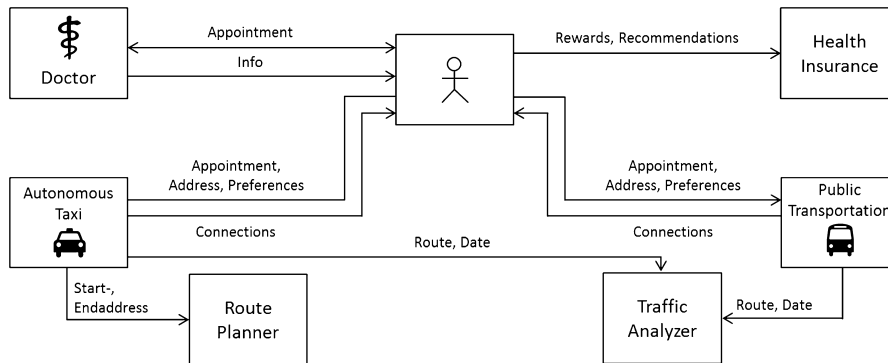 Appointment
Info
Doctor
Rewards, Recommendations
Health
Insurance
Appointment,
Address, Preferences
Connections
Autonomous
Taxi
Appointment,
Address, Preferences
Connections
Public
Transportation
Route, Date
Start-,
Endaddress
Route
Planner
Traffic
Analyzer
Route, Date